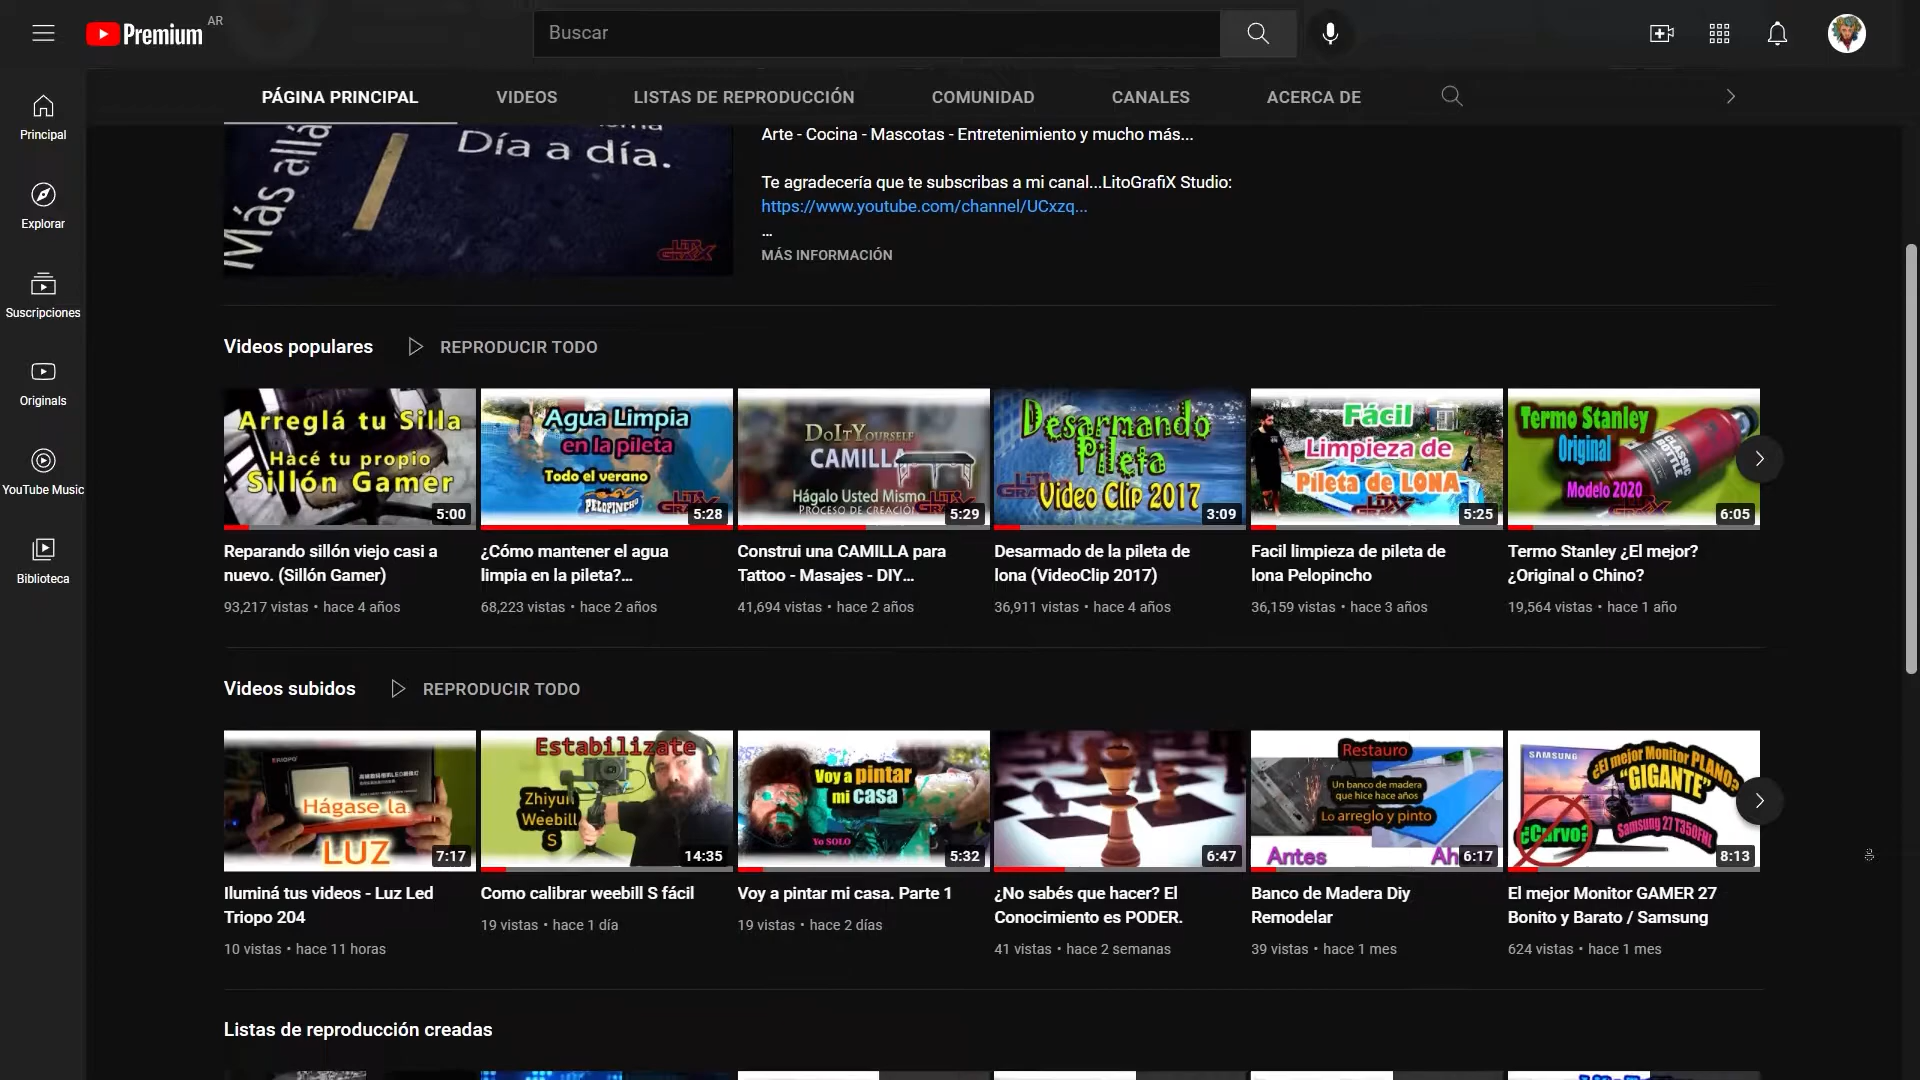 Premium
AR
Buscar
PÁGINA PRINCIPAL
VIDEOS
LISTAS DE REPRODUCCIÓN
COMUNIDAD
CANALES
ACERCA DE
Principal
Explorar
Suscripciones
Originals
YouTube Music
Biblioteca
Más allá
Día a día.
Arte - Cocina - Mascotas - Entretenimiento y mucho más...
Te agradecería que te subscribas a mi canal...LitoGrafiX Studio:
https://www.youtube.com/channel/UCxzq...
...
MÁS INFORMACIÓN
Videos populares
REPRODUCIR TODO
Arreglá tu Silla
Hacé tu propio
Sillón Gamer
5:00
Agua Limpia
en la pileta
Todo el verano
PELOPINCHO
5:28
DoItYourself
CAMILLA
Hágalo Usted Mismo
PROCESO DE CREACIÓN
5:29
Desarmando
Pileta
Video Clip 2017
3:09
Fácil
Limpieza de
Pileta de LONA
5:25
Termo Stanley
Original
Modelo 2020
CLASSIC
BOTTLE
6:05
Reparando sillón viejo casi a
nuevo. (Sillón Gamer)
93,217 vistas • hace 4 años
¿Cómo mantener el agua
limpia en la pileta?...
68,223 vistas • hace 2 años
Construi una CAMILLA para
Tattoo - Masajes - DIY...
41,694 vistas • hace 2 años
Desarmado de la pileta de
lona (VideoClip 2017)
36,911 vistas • hace 4 años
Facil limpieza de pileta de
lona Pelopincho
36,159 vistas • hace 3 años
Termo Stanley ¿El mejor?
¿Original o Chino?
19,564 vistas • hace 1 año
Videos subidos
REPRODUCIR TODO
Hágase la
LUZ
7:17
Estabilizate
Zhiyun
Weebill
S
14:35
Voy a pintar
mi casa
Yo SOLO
5:32
6:47
Restauro
Un banco de madera
que hice hace años
Lo arreglo y pinto
Antes
Ah
6:17
SAMSUNG
¿El mejor Monitor PLANO?
"GIGANTE"
¿Curvo?
Samsung 27 T350FHL
8:13
Iluminá tus videos - Luz Led
Triopo 204
10 vistas • hace 11 horas
Como calibrar weebill S fácil
19 vistas • hace 1 día
Voy a pintar mi casa. Parte 1
19 vistas • hace 2 días
¿No sabés que hacer? El
Conocimiento es PODER.
41 vistas • hace 2 semanas
Banco de Madera Diy
Remodelar
39 vistas • hace 1 mes
El mejor Monitor GAMER 27
Bonito y Barato / Samsung
624 vistas • hace 1 mes
Listas de reproducción creadas